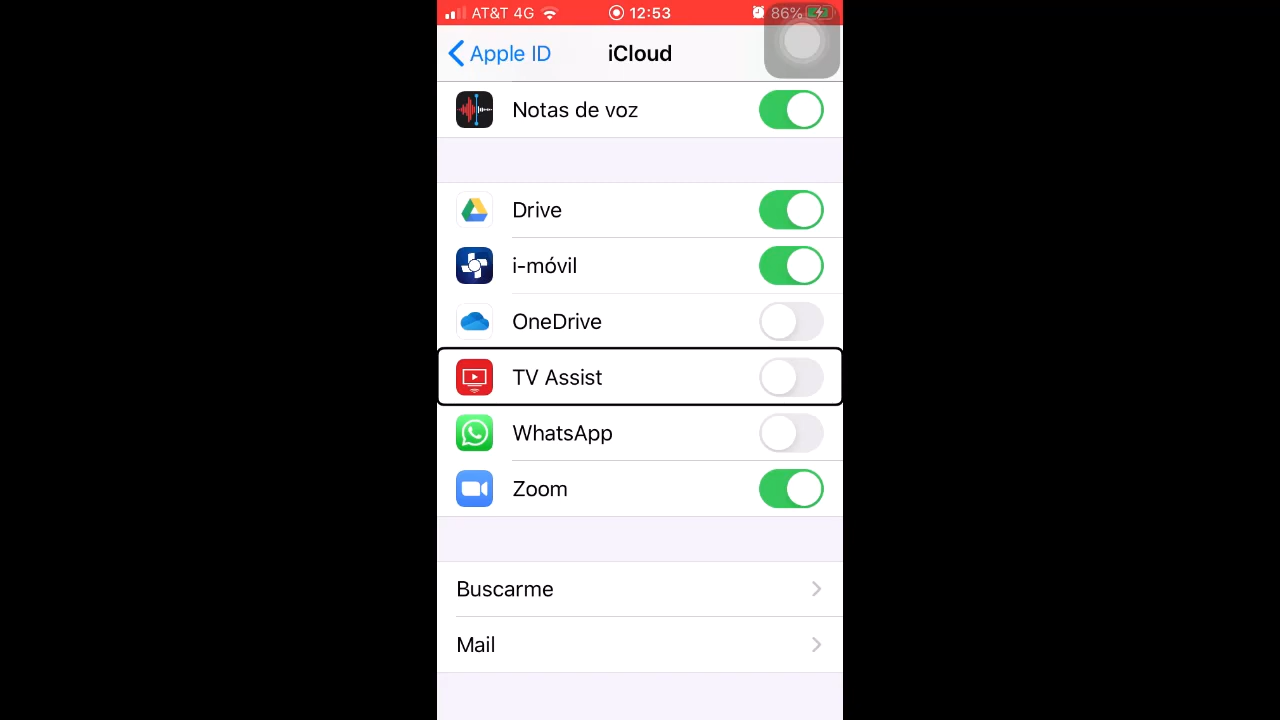 AT&T 4G 12:53 86%
Apple ID iCloud
Notas de voz
Drive
i-móvil
OneDrive
TV Assist
WhatsApp
Zoom
Buscarme
Mail